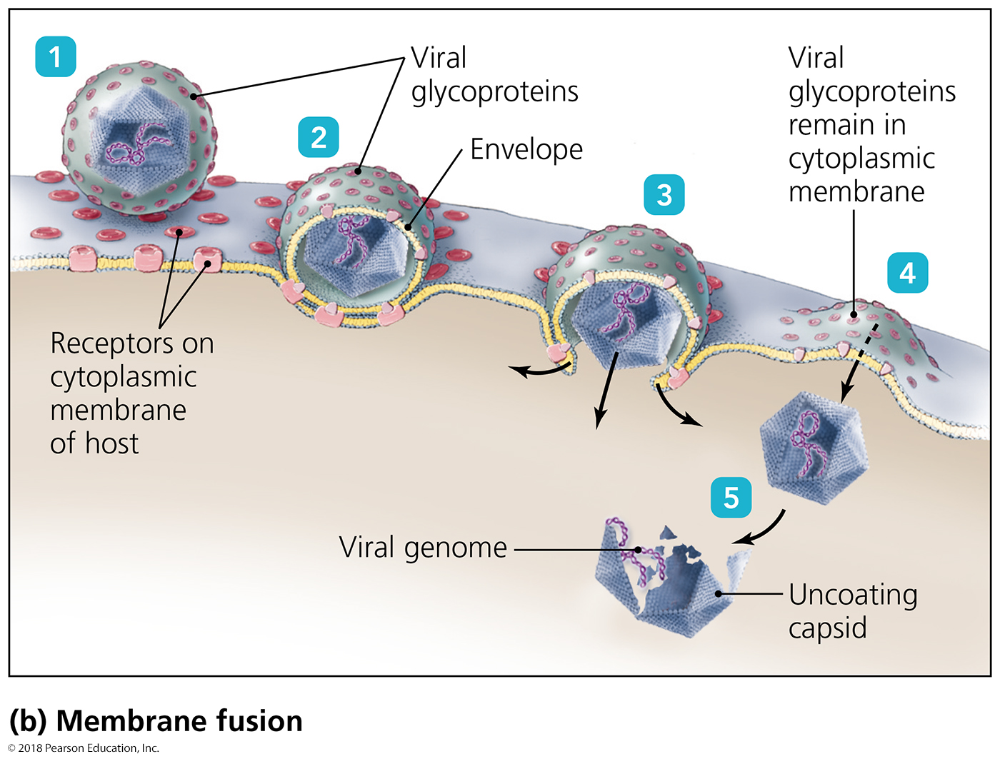 1
Viral
glycoproteins
2
Envelope
3
Viral
glycoproteins
remain in
cytoplasmic
membrane
4
Receptors on
cytoplasmic
membrane
of host
5
Viral genome
Uncoating
capsid
(b) Membrane fusion
© 2018 Pearson Education, Inc.